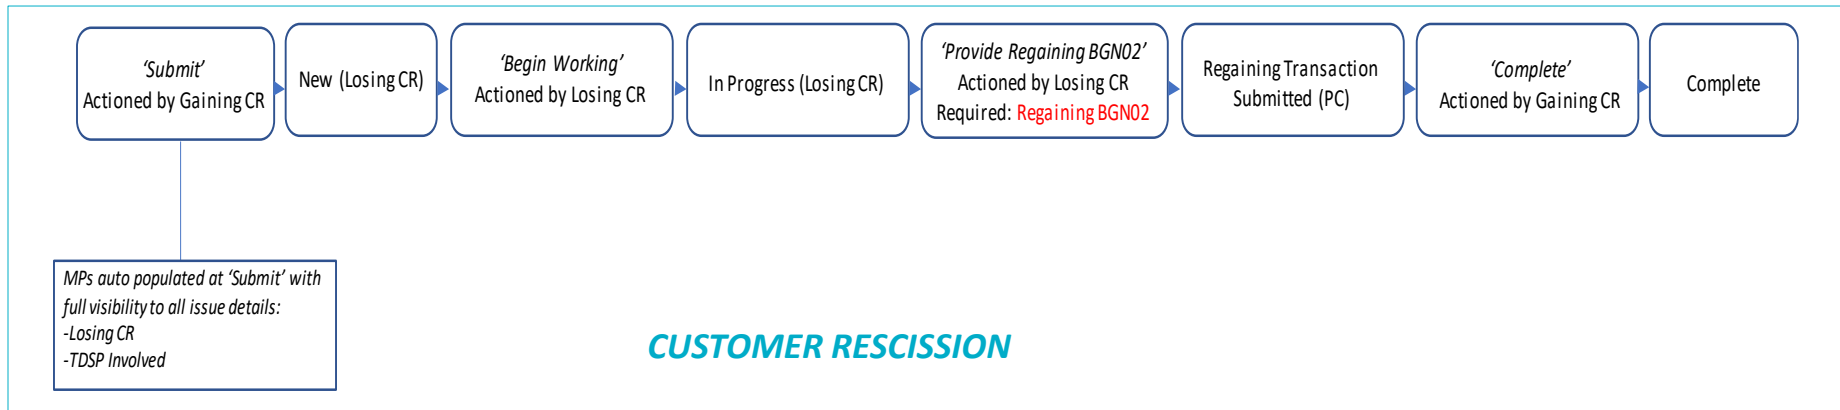 ‘Submit’
Actioned by Gaining CR
New (Losing CR)
‘Begin Working’
Actioned by Losing CR
In Progress (Losing CR)
‘Provide Regaining BGN02’
Actioned by Losing CR
Required: Regaining BGN02
Regaining Transaction
Submitted (PC)
‘Complete’
Actioned by Gaining CR
Complete
MPs auto populated at ‘Submit’ with
full visibility to all issue details:
-Losing CR
-TDSP Involved
CUSTOMER RESCISSION